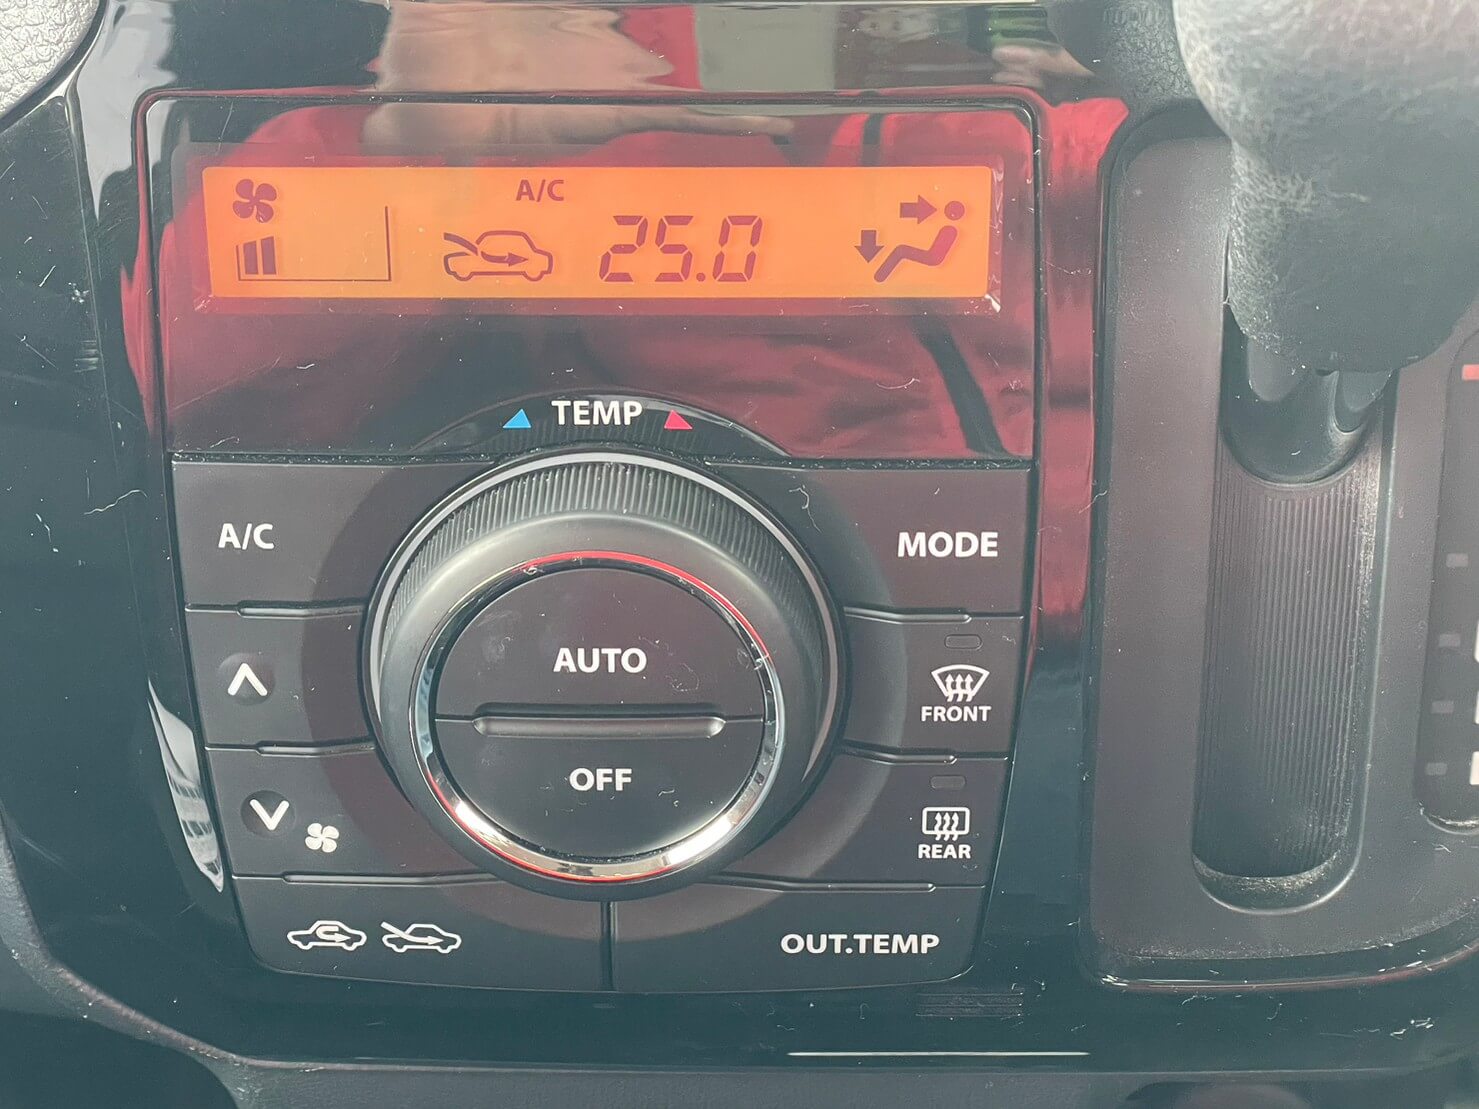 A/C
25.0
TEMP
A/C
MODE
AUTO
FRONT
OFF
REAR
OUT.TEMP